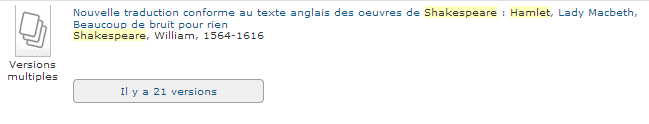 Nouvelle traduction conforme au texte anglais des oeuvres de Shakespeare : Hamlet, Lady Macbeth,
Beaucoup de bruit pour rien
Shakespeare, William, 1564-1616
Versions
multiples
Il y a 21 versions